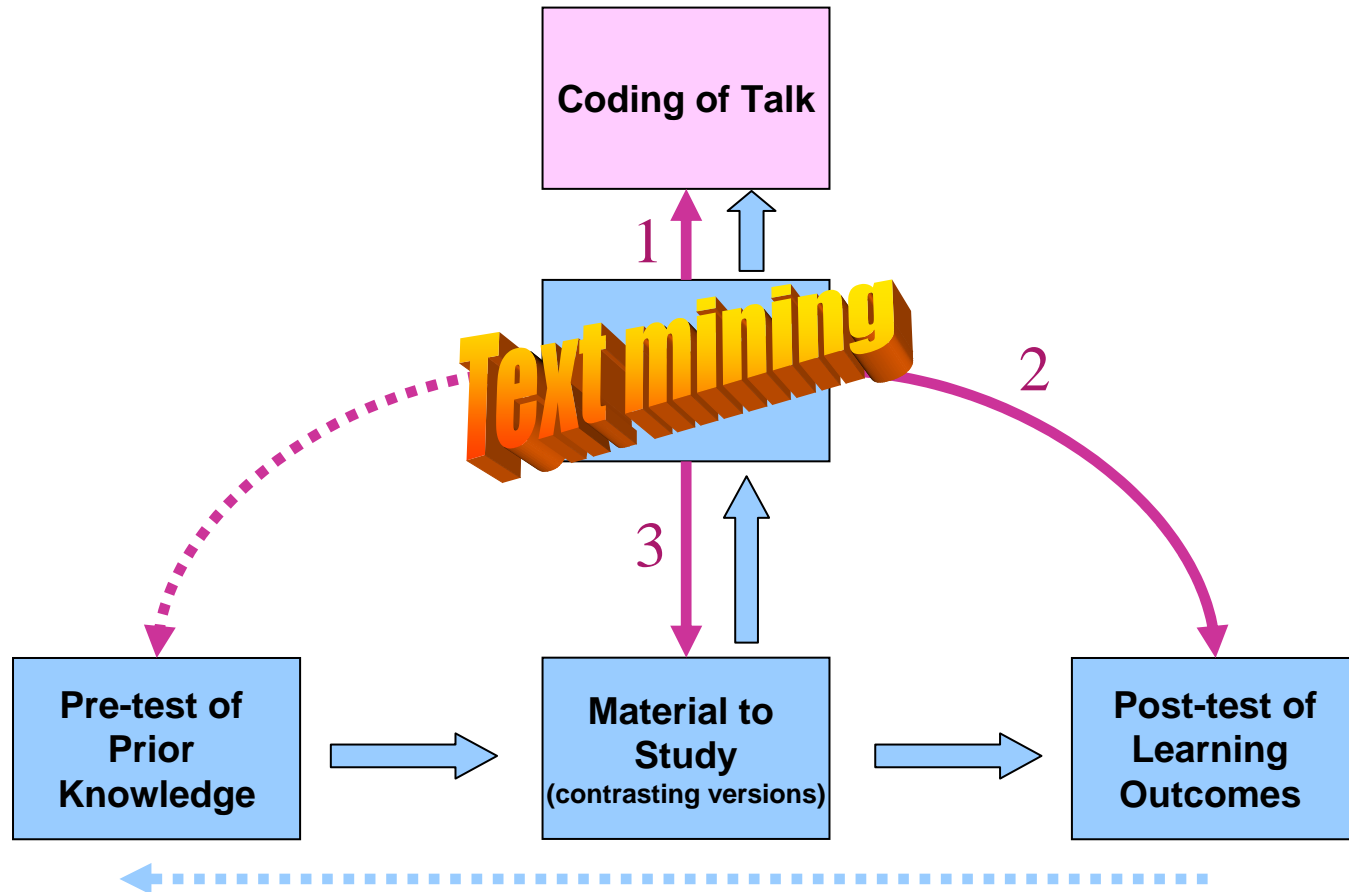 Coding of Talk
1
Text mining
2
3
Pre-test of
Prior
Knowledge
Material to
Study
(contrasting versions)
Post-test of
Learning
Outcomes